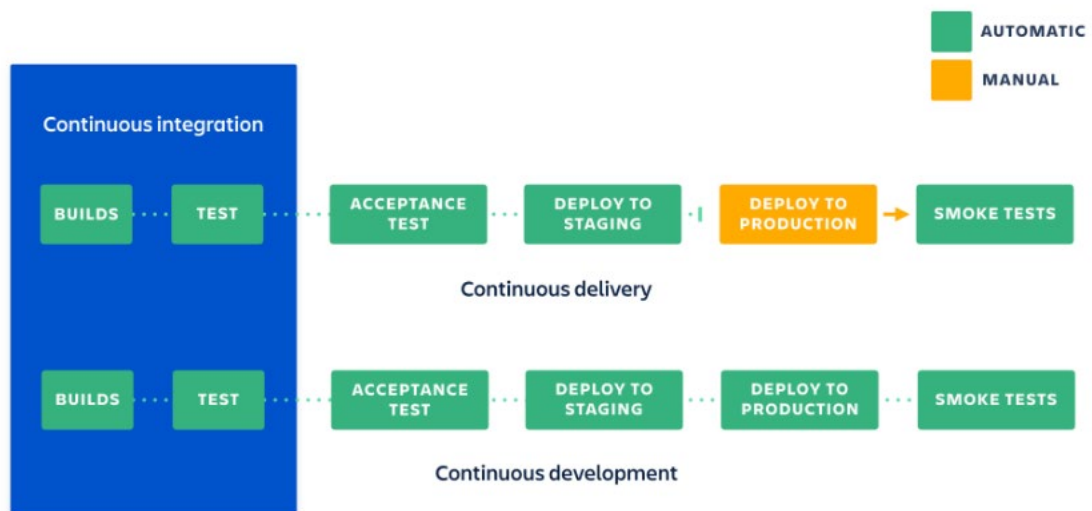 AUTOMATIC
MANUAL
Continuous integration
BUILDS
TEST
ACCEPTANCE
TEST
DEPLOY TO
STAGING
DEPLOY TO
PRODUCTION
SMOKE TESTS
Continuous delivery
BUILDS
TEST
ACCEPTANCE
TEST
DEPLOY TO
STAGING
DEPLOY TO
PRODUCTION
SMOKE TESTS
Continuous development